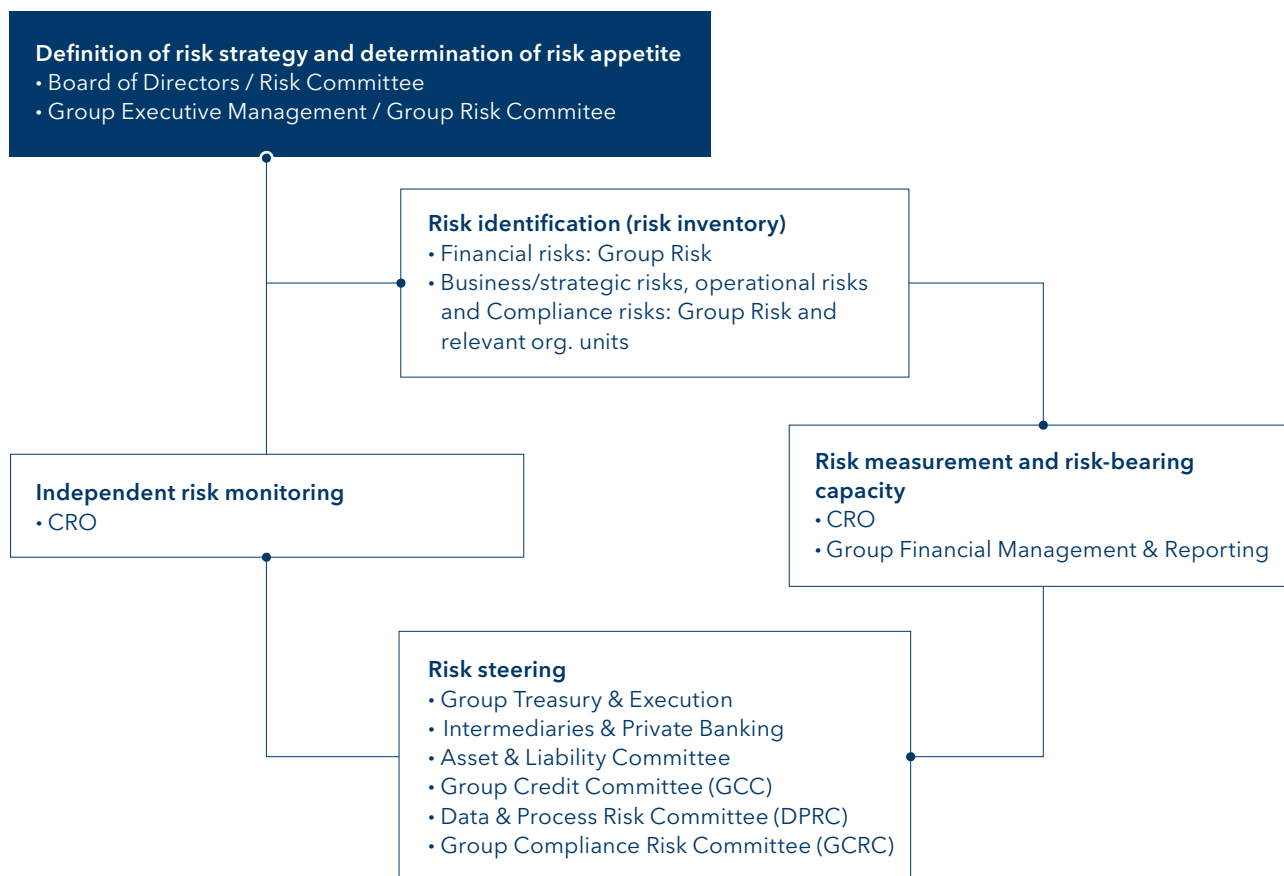 Definition of risk strategy and determination of risk appetite
• Board of Directors / Risk Committee
• Group Executive Management / Group Risk Commitee
Risk identification (risk inventory)
• Financial risks: Group Risk
• Business/strategic risks, operational risks
and Compliance risks: Group Risk and
relevant org. units
Independent risk monitoring
• CRO
Risk measurement and risk-bearing
capacity
• CRO
• Group Financial Management & Reporting
Risk steering
• Group Treasury & Execution
• Intermediaries & Private Banking
• Asset & Liability Committee
• Group Credit Committee (GCC)
• Data & Process Risk Committee (DPRC)
• Group Compliance Risk Committee (GCRC)